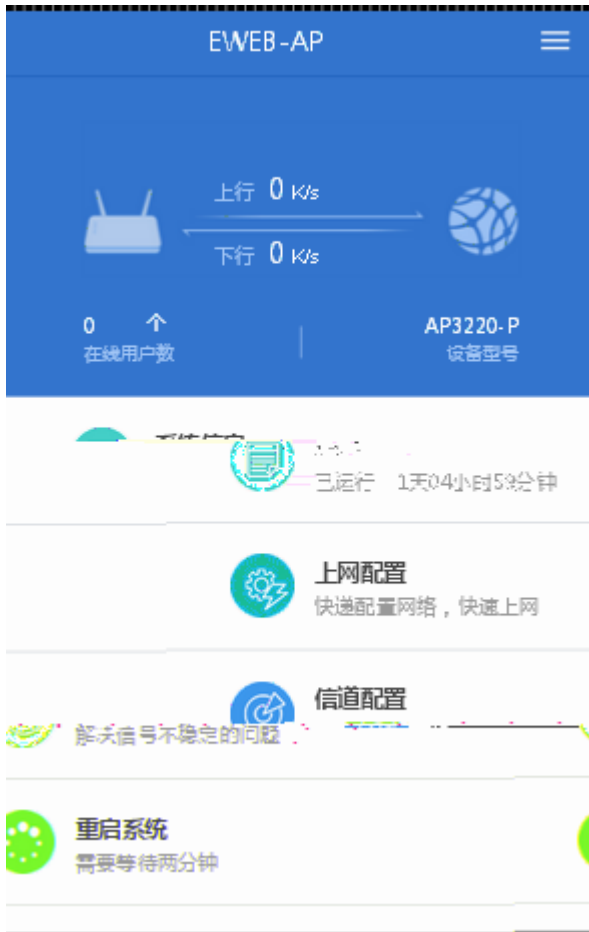 EWEB-AP
上行 0 K/s
下行 0 K/s
0 个
在线用户数
AP3220-P
设备型号
已运行 1天04小时59分钟
上网配置
快速配置网络，快速上网
信道配置
解决信号不稳定的问题
重启系统
需要等待两分钟